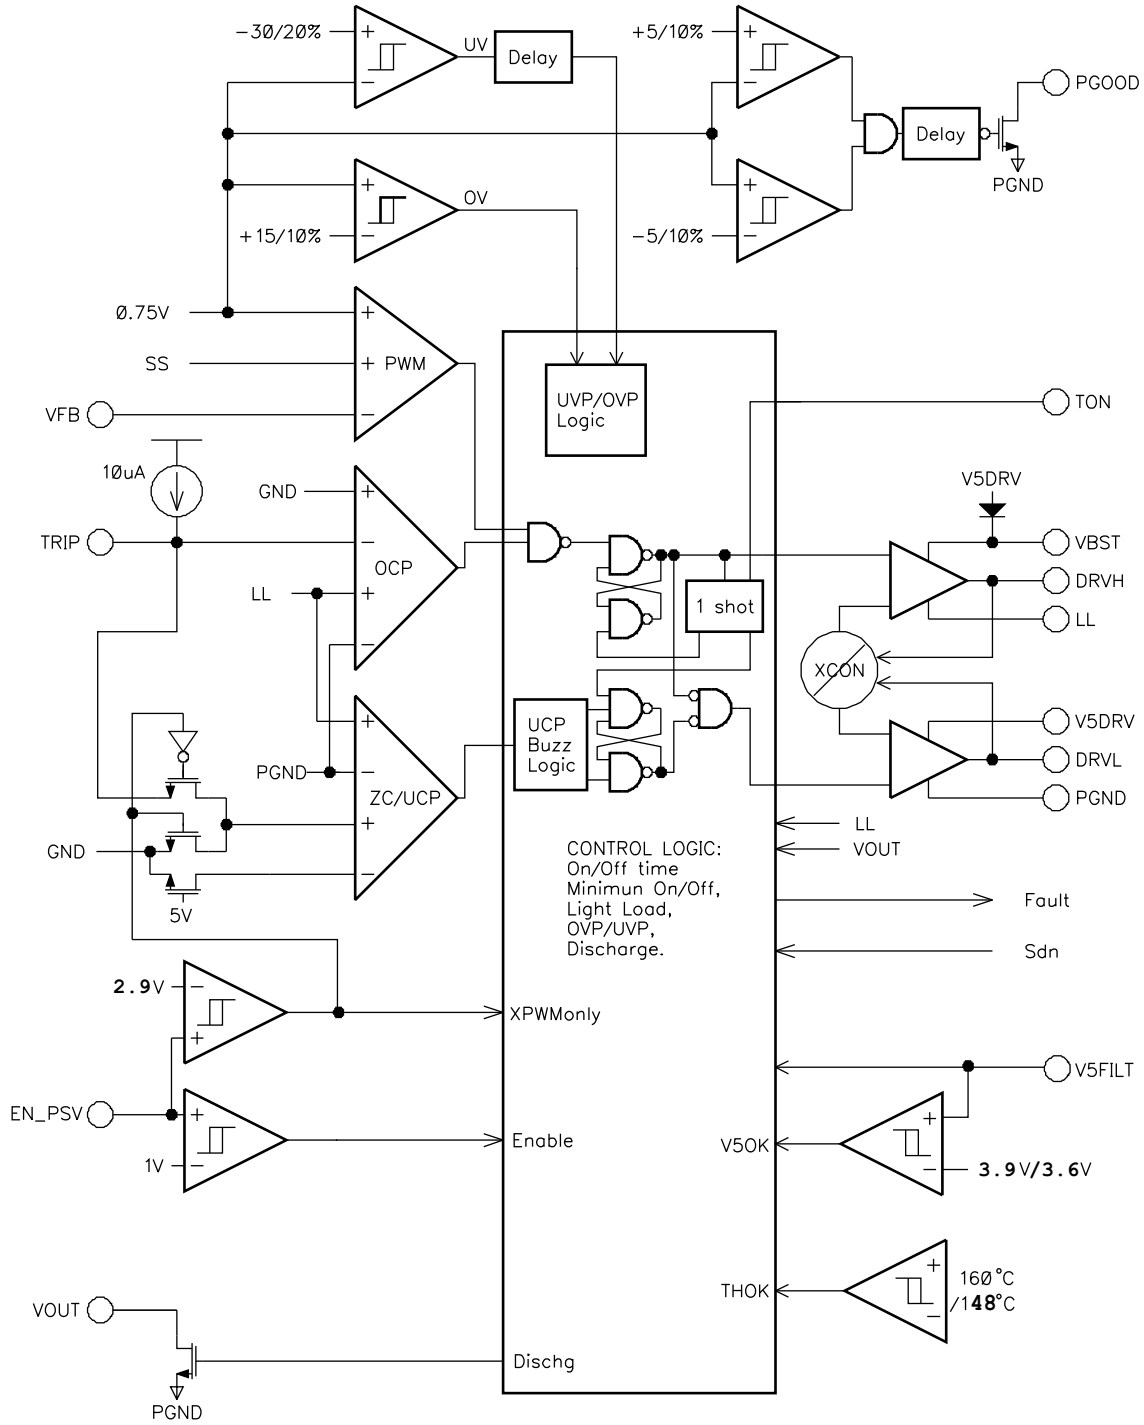 -30/20%
UV
Delay
+5/10%
PGOOD
Delay
PGND
OV
+15/10%
-5/10%
0.75V
SS
PWM
VFB
UVP/OVP
Logic
TON
10uA
GND
V5DRV
TRIP
OCP
VBST
DRVH
LL
1 shot
LL
XCON
UCP
Buzz
Logic
V5DRV
PGND
ZC/UCP
DRVL
PGND
GND
LL
VOUT
CONTROL LOGIC:
On/Off time
Minimun On/Off,
Light Load,
OVP/UVP,
Discharge.
5V
Fault
Sdn
2.9V
XPWMonly
V5FILT
EN_PSV
1V
Enable
V5OK
3.9V/3.6V
THOK
160°C
/148°C
VOUT
Dischg
PGND